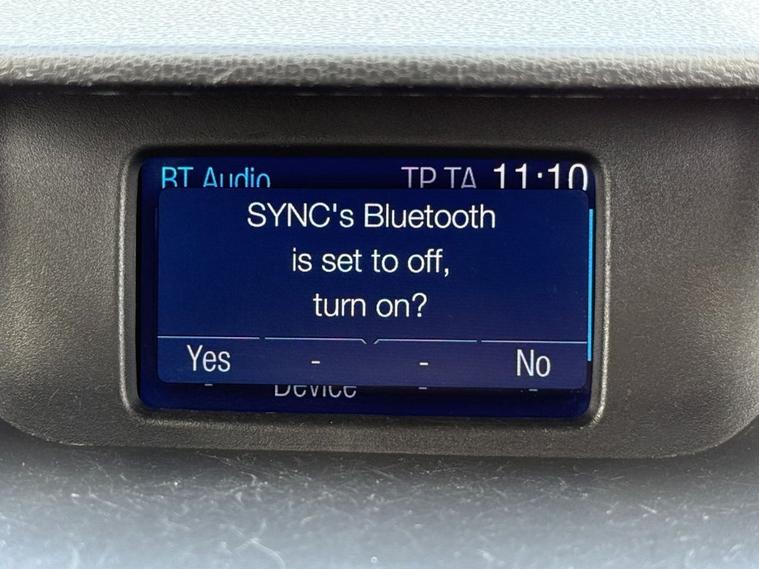 BT Audio TP TA 11:10
SYNC's Bluetooth
is set to off,
turn on?
Yes - - No
- Device - -